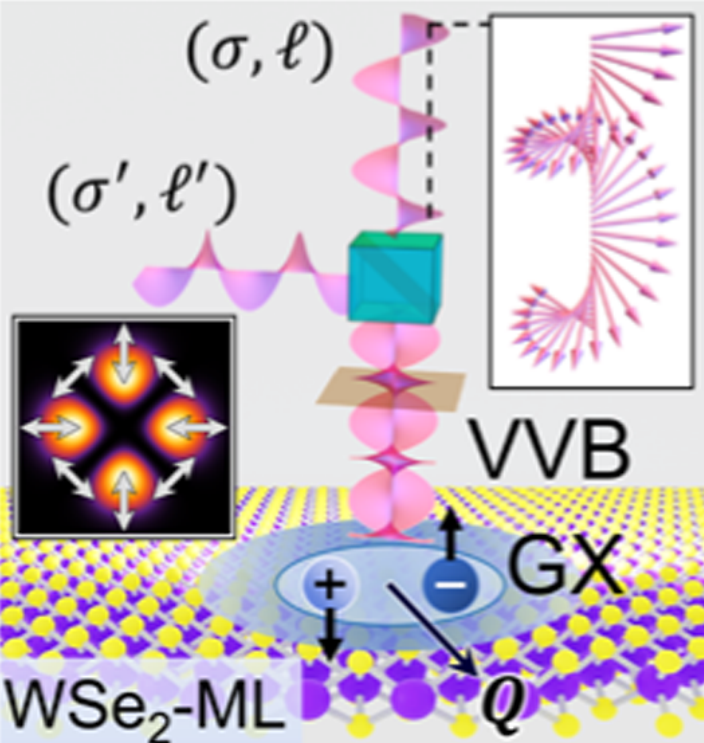 (σ, ℓ)
(σ′, ℓ′)
VVB
GX
+
−
Q
WSe₂-ML